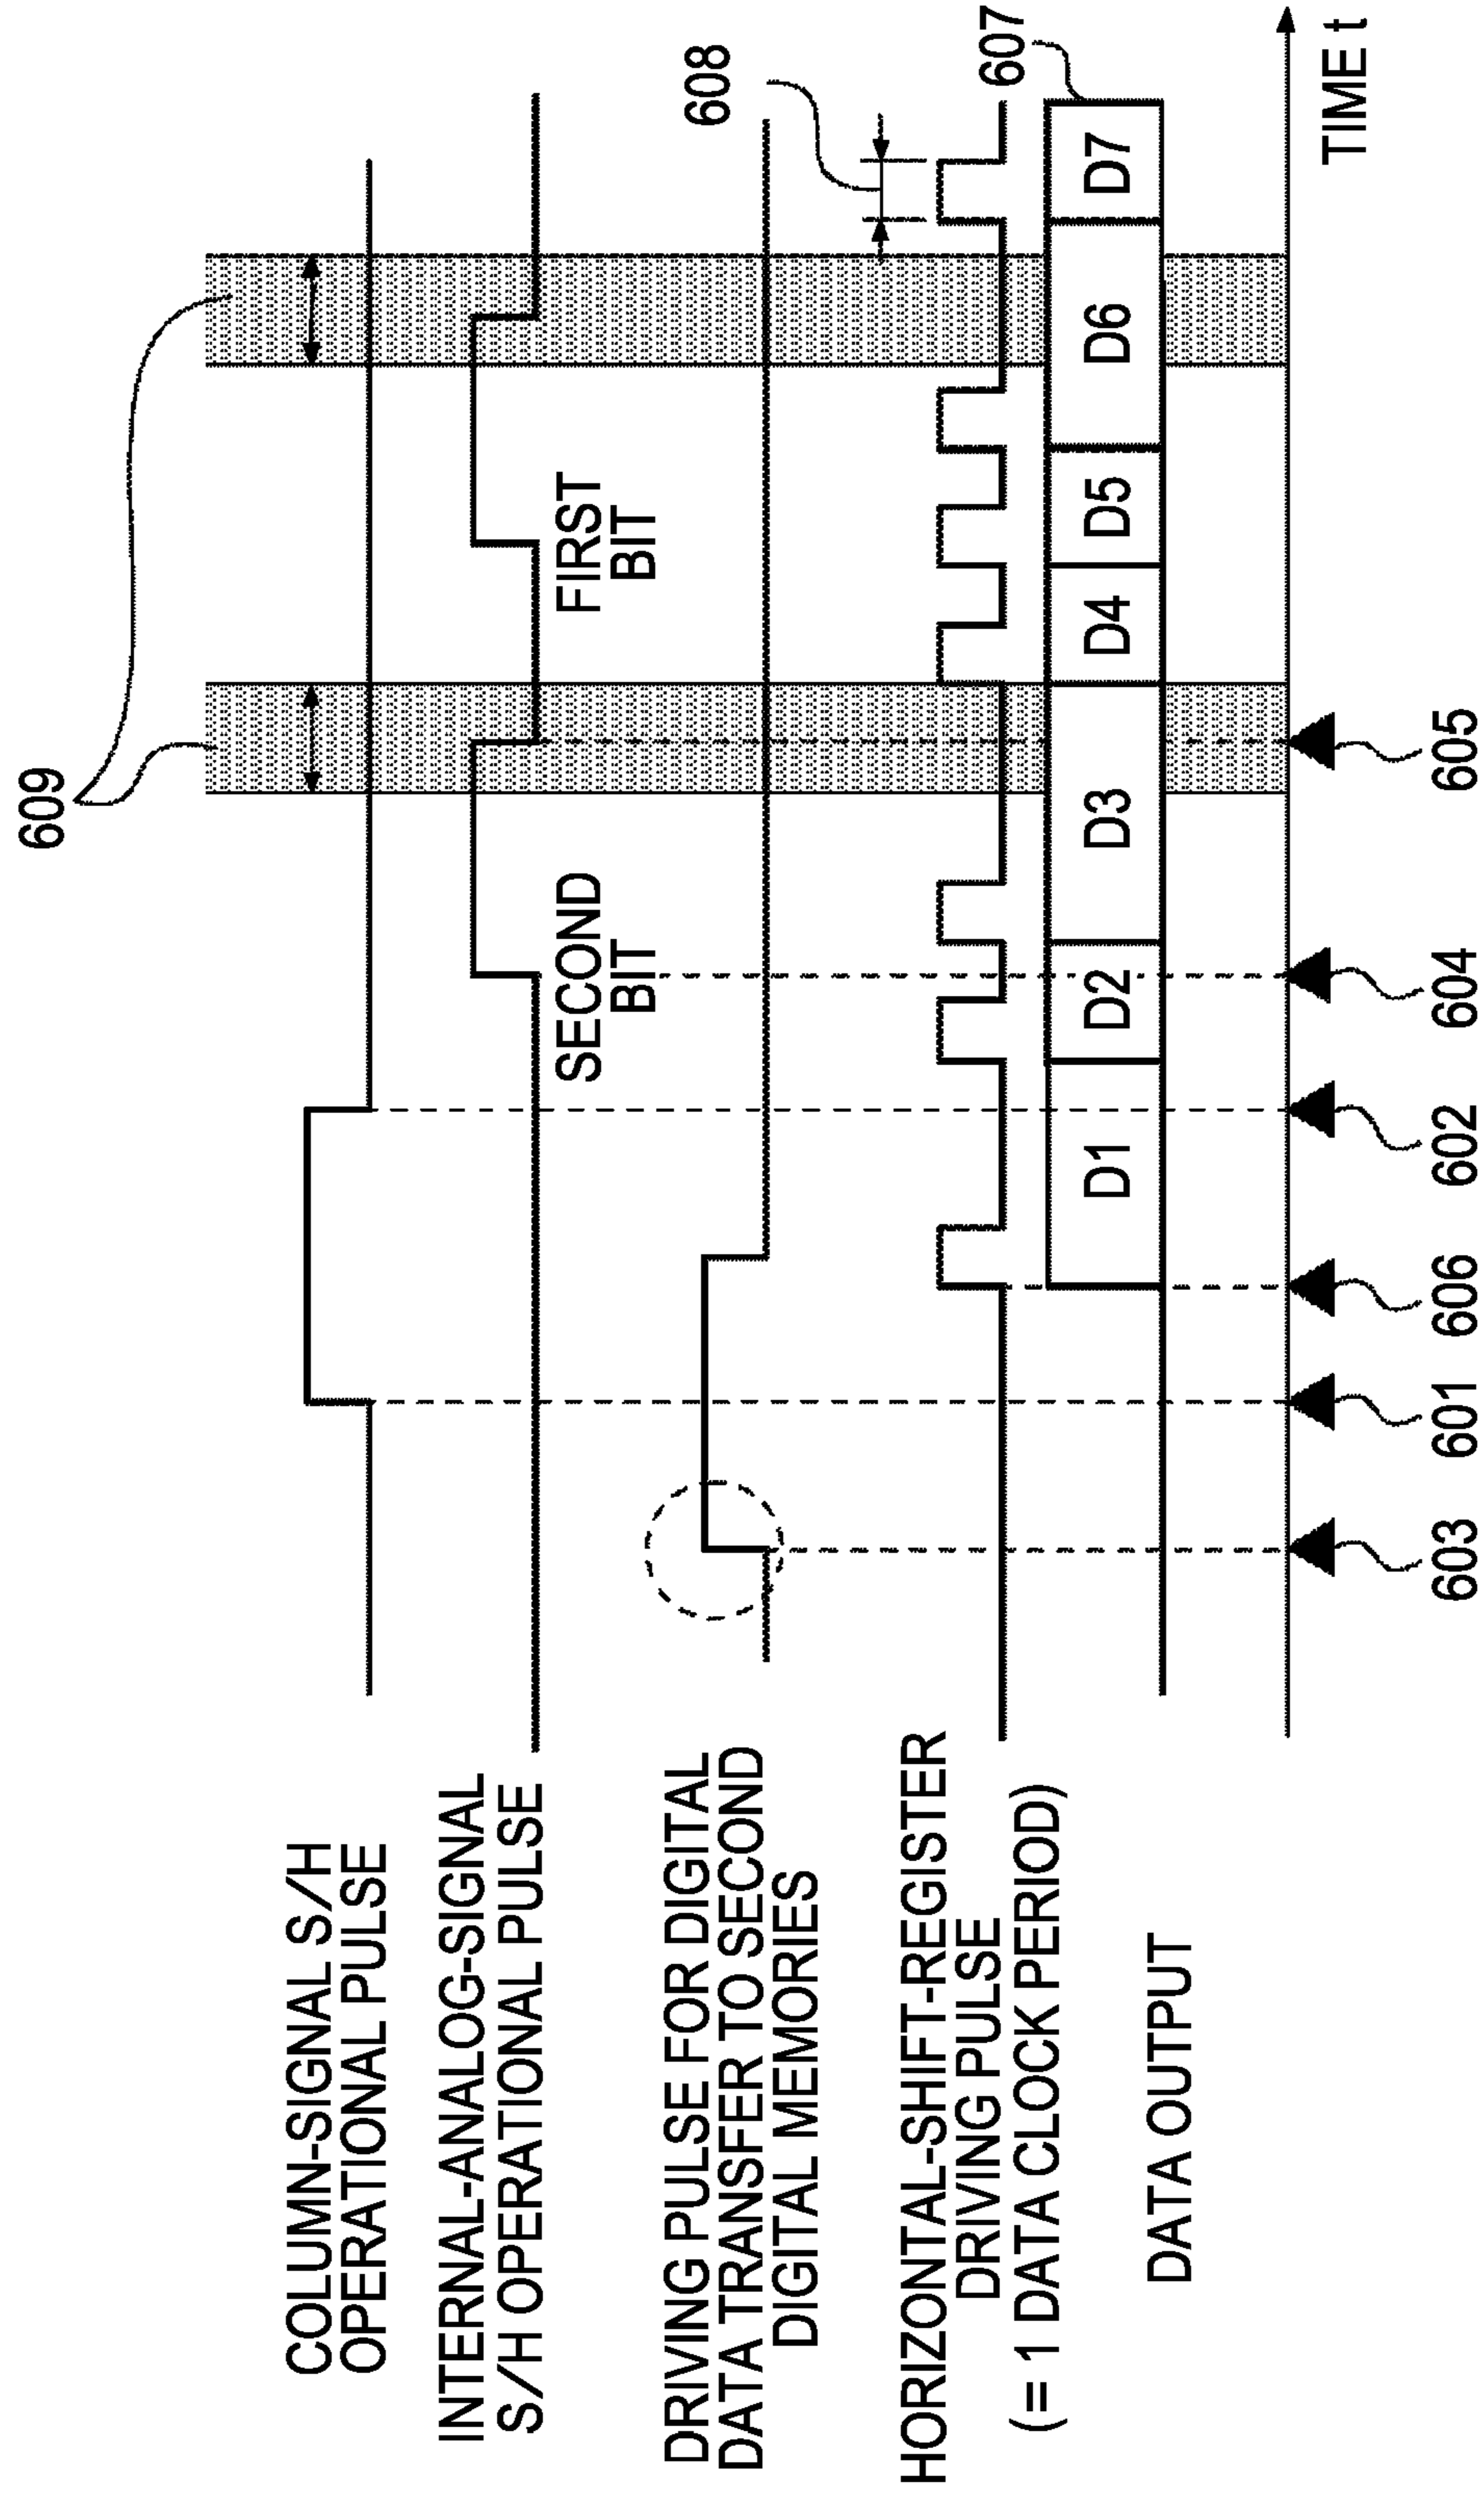 609
COLUMN-SIGNAL S/H
OPERATIONAL PULSE
INTERNAL-ANALOG-SIGNAL
S/H OPERATIONAL PULSE
SECOND
BIT
FIRST
BIT
DRIVING PULSE FOR DIGITAL
DATA TRANSFER TO SECOND
DIGITAL MEMORIES
608
HORIZONTAL-SHIFT-REGISTER
DRIVING PULSE
(= 1 DATA CLOCK PERIOD)
607
DATA OUTPUT
D1
D2
D3
D4
D5
D6
D7
TIME t
603
601
606
602
604
605